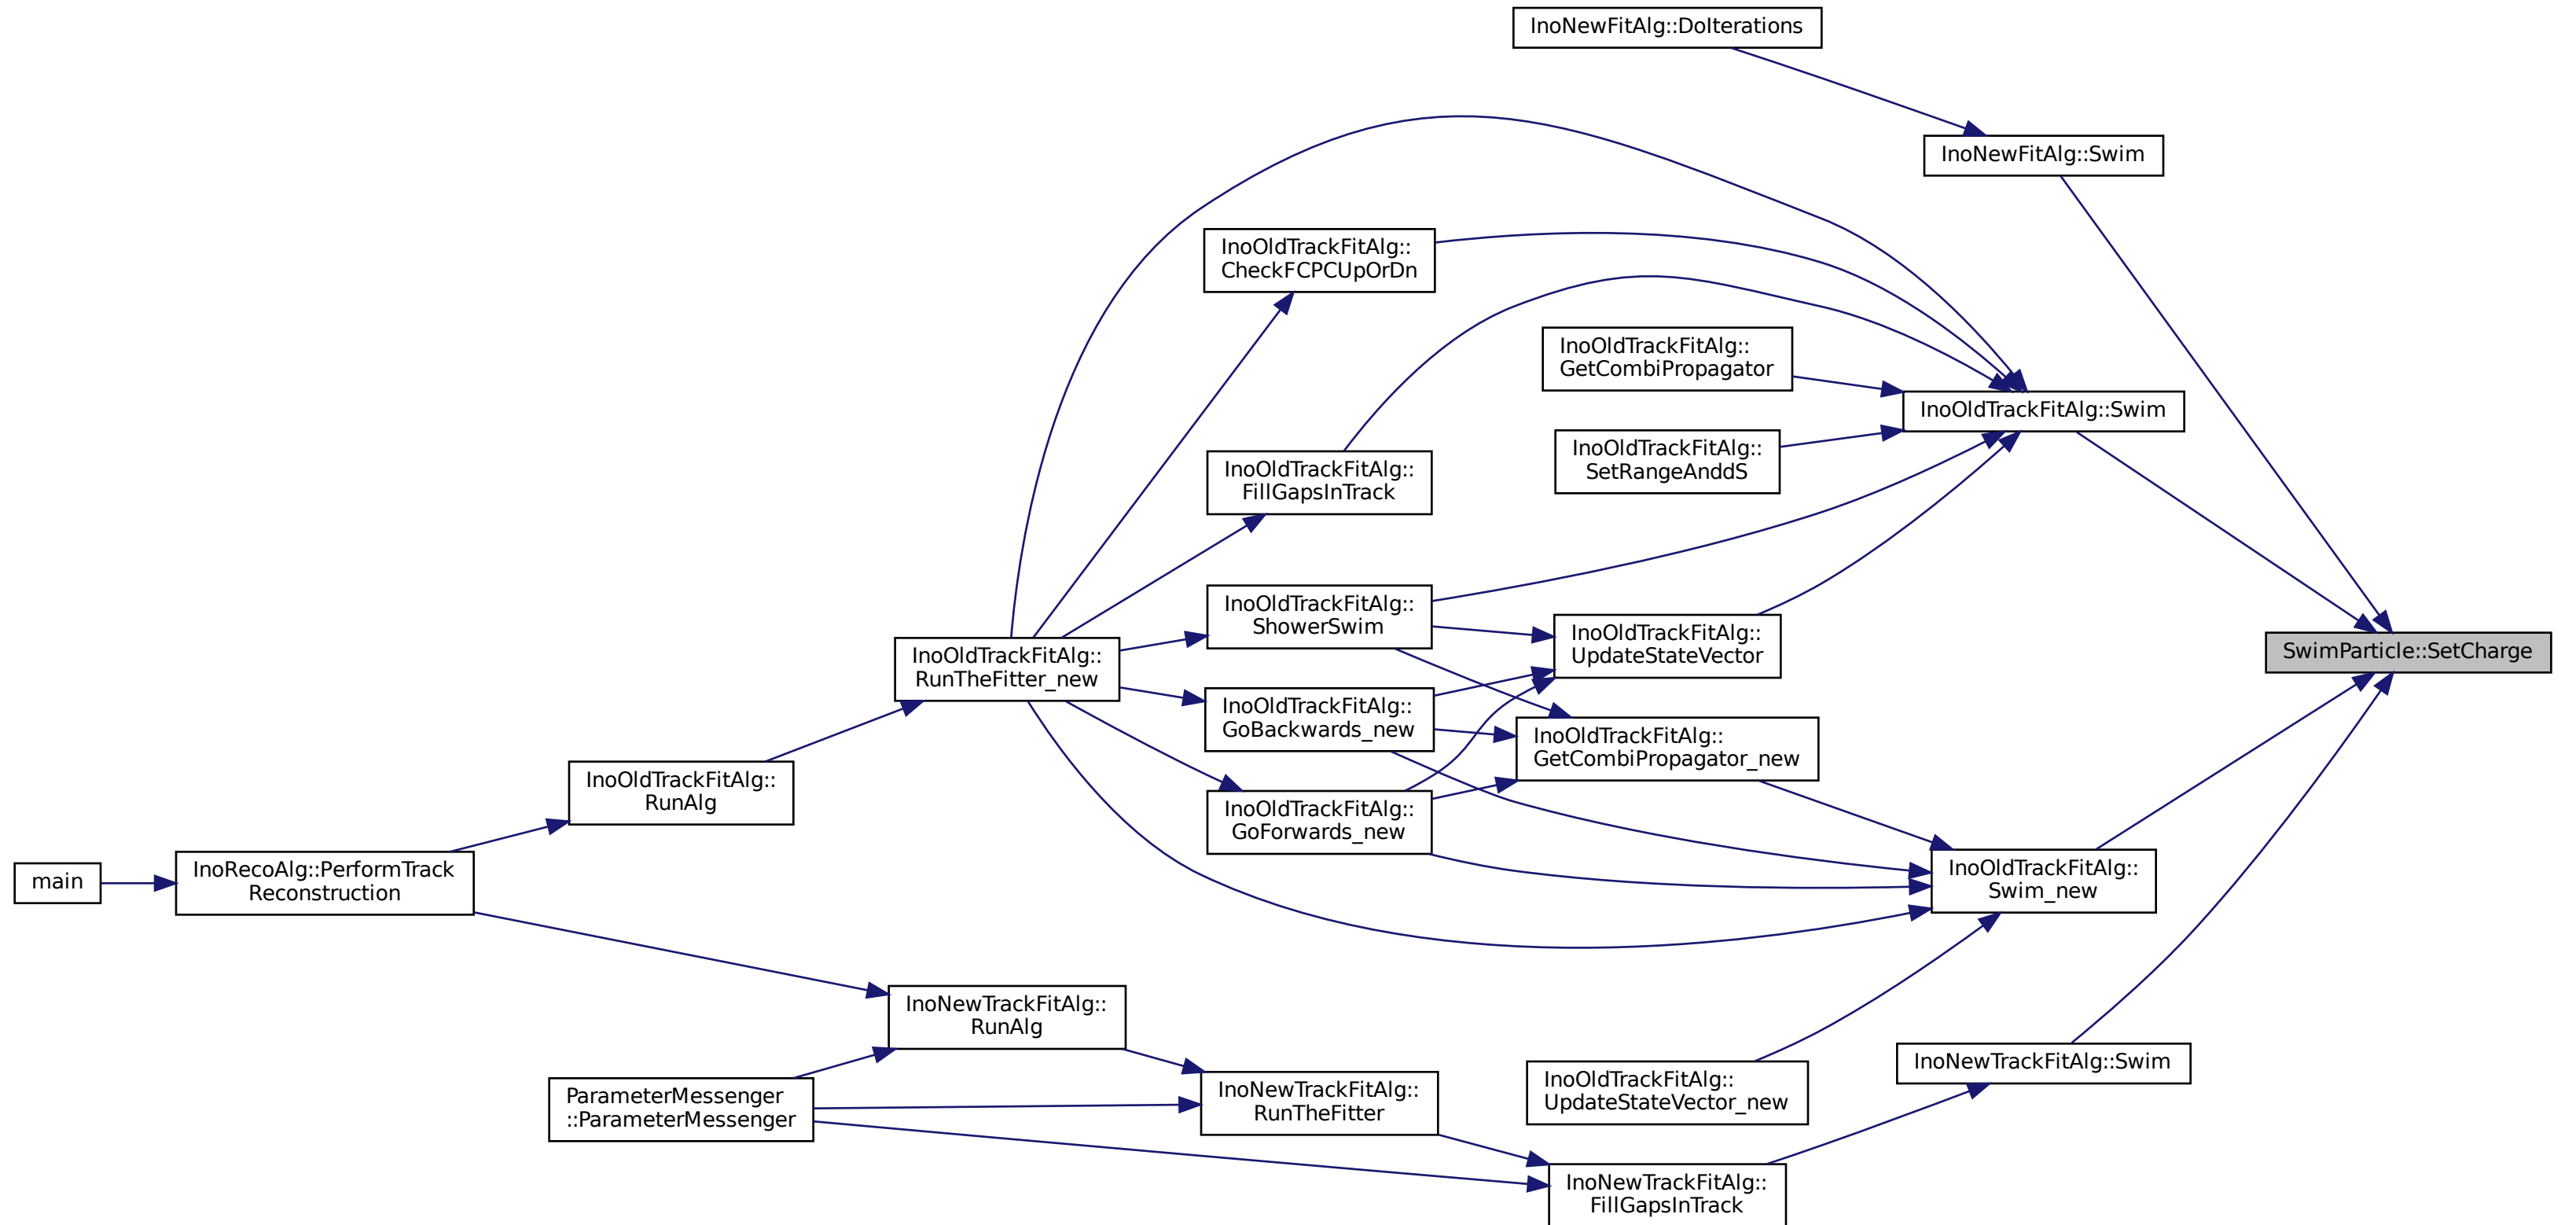 InoNewFitAlg::DoIterations
InoNewFitAlg::Swim
InoOldTrackFitAlg::
CheckFCPCUpOrDn
InoOldTrackFitAlg::
GetCombiPropagator
InoOldTrackFitAlg::Swim
InoOldTrackFitAlg::
SetRangeAnddS
InoOldTrackFitAlg::
FillGapsInTrack
InoOldTrackFitAlg::
ShowerSwim
InoOldTrackFitAlg::
UpdateStateVector
SwimParticle::SetCharge
InoOldTrackFitAlg::
RunTheFitter_new
InoOldTrackFitAlg::
GoBackwards_new
InoOldTrackFitAlg::
GetCombiPropagator_new
InoOldTrackFitAlg::
RunAlg
InoOldTrackFitAlg::
GoForwards_new
main
InoRecoAlg::PerformTrack
Reconstruction
InoOldTrackFitAlg::
Swim_new
InoNewTrackFitAlg::
RunAlg
InoNewTrackFitAlg::Swim
ParameterMessenger
::ParameterMessenger
InoNewTrackFitAlg::
RunTheFitter
InoOldTrackFitAlg::
UpdateStateVector_new
InoNewTrackFitAlg::
FillGapsInTrack